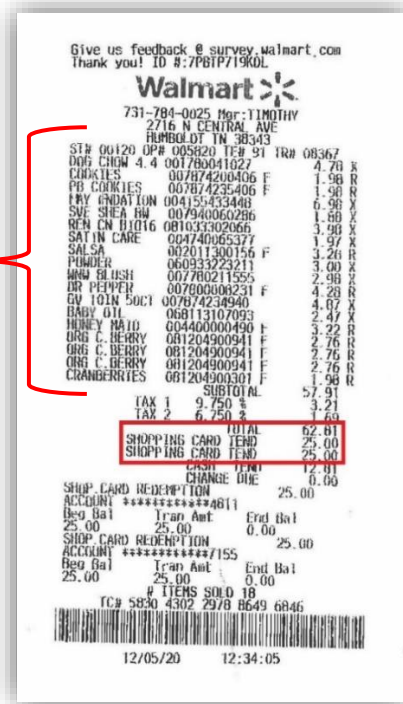 Give us feedback @ survey.walmart.com
Thank you! ID #:7PBTP719KDL
Walmart
731-784-0025 Mgr:TIMOTHY
2716 N CENTRAL AVE
HUMBOLDT TN 38343
ST# 00120 OP# 005820 TE# 91 TR# 08367
DOG CHOW 4.4 001780041027 4.78 X
COOKIES 007874200406 F 1.98 R
PB COOKIES 007874235406 F 1.98 R
MAY 004155433448 6.98 X
SVE SHEA BW 007940060286 1.68 X
REN CN 081033302066 3.98 X
SATIN CARE 004740065377 1.97 X
SALSA 002011300156 F 3.28 R
POWDER 060933223211 3.00 X
WNW BLUSH 007780211555 2.98 X
DR PEPPER 007800008231 F 4.28 R
GV 10IN 50CT 007874234940 4.87 X
BABY OIL 068113107093 2.47 X
HONEY MAID 004400000490 F 3.22 R
ORG C.BERRY 081204900941 F 2.76 R
ORG C.BERRY 081204900941 F 2.76 R
ORG C.BERRY 081204900941 F 2.76 R
CRANBERRIES 081204900301 F 1.98 R
SUBTOTAL 57.91
TAX 1 9.750 % 3.21
TAX 2 6.750 % 1.69
TOTAL 62.81
SHOPPING CARD TEND 25.00
SHOPPING CARD TEND 25.00
CASH TEND 12.81
CHANGE DUE 0.00
SHOP.CARD REDEMPTION 25.00
ACCOUNT ************4811
Beg Bal Tran Amt End Bal
25.00 25.00 0.00
SHOP.CARD REDEMPTION 25.00
ACCOUNT ************7155
Beg Bal Tran Amt End Bal
25.00 25.00 0.00
# ITEMS SOLD 18
TC# 5830 4302 2978 8649 6846
12/05/20 12:34:05